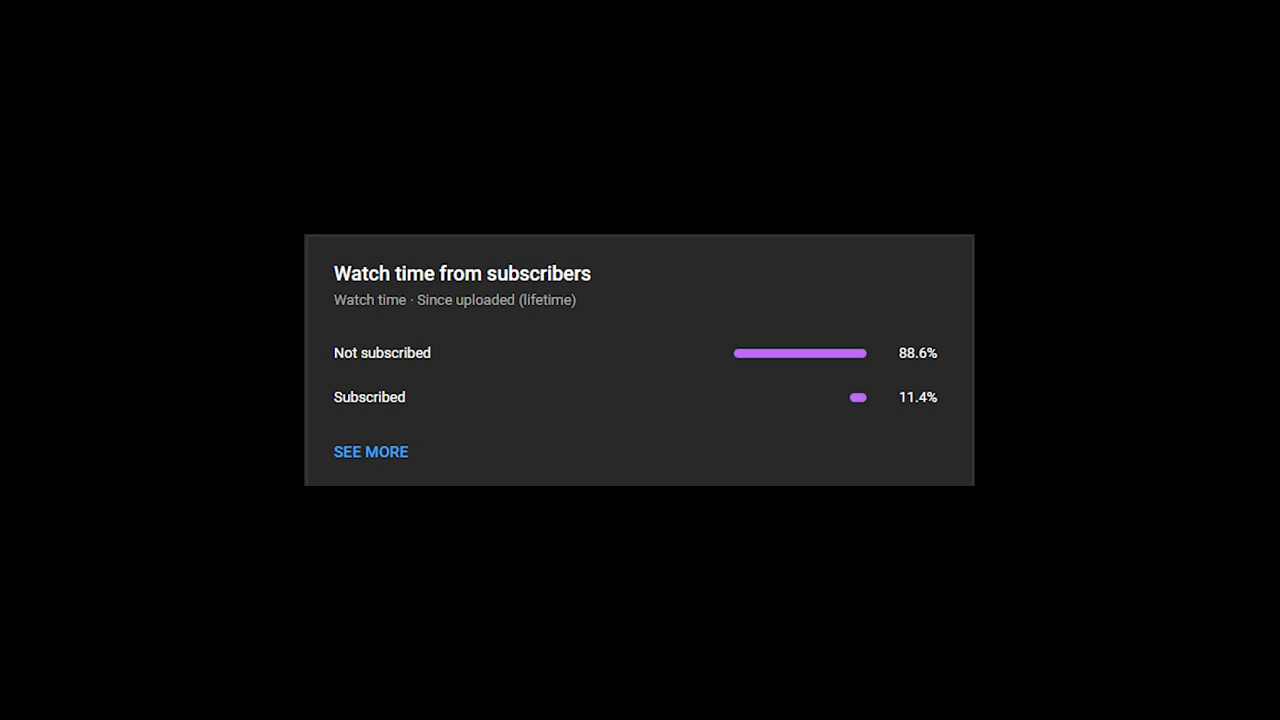 Watch time from subscribers
Watch time · Since uploaded (lifetime)
Not subscribed 88.6%
Subscribed 11.4%
SEE MORE